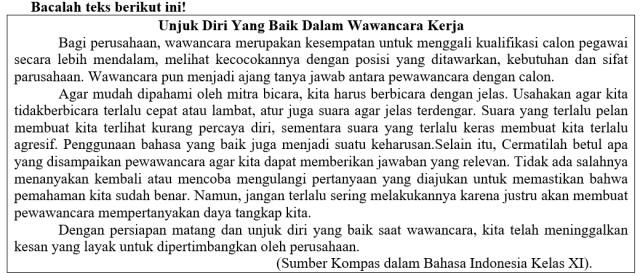 Bacalah teks berikut ini!
Unjuk Diri Yang Baik Dalam Wawancara Kerja
Bagi perusahaan, wawancara merupakan kesempatan untuk menggali kualifikasi calon pegawai
secara lebih mendalam, melihat kecocokannya dengan posisi yang ditawarkan, kebutuhan dan sifat
parusahaan. Wawancara pun menjadi ajang tanya jawab antara pewawancara dengan calon.
Agar mudah dipahami oleh mitra bicara, kita harus berbicara dengan jelas. Usahakan agar kita
tidakberbicara terlalu cepat atau lambat, atur juga suara agar jelas terdengar. Suara yang terlalu pelan
membuat kita terlihat kurang percaya diri, sementara suara yang terlalu keras membuat kita terlalu
agresif. Penggunaan bahasa yang baik juga menjadi suatu keharusan.Selain itu, Cermatilah betul apa
yang disampaikan pewawancara agar kita dapat memberikan jawaban yang relevan. Tidak ada salahnya
menanyakan kembali atau mencoba mengulangi pertanyaan yang diajukan untuk memastikan bahwa
pemahaman kita sudah benar. Namun, jangan terlalu sering melakukannya karena justru akan membuat
pewawancara mempertanyakan daya tangkap kita.
Dengan persiapan matang dan unjuk diri yang baik saat wawancara, kita telah meninggalkan
kesan yang layak untuk dipertimbangkan oleh perusahaan.
(Sumber Kompas dalam Bahasa Indonesia Kelas XI).